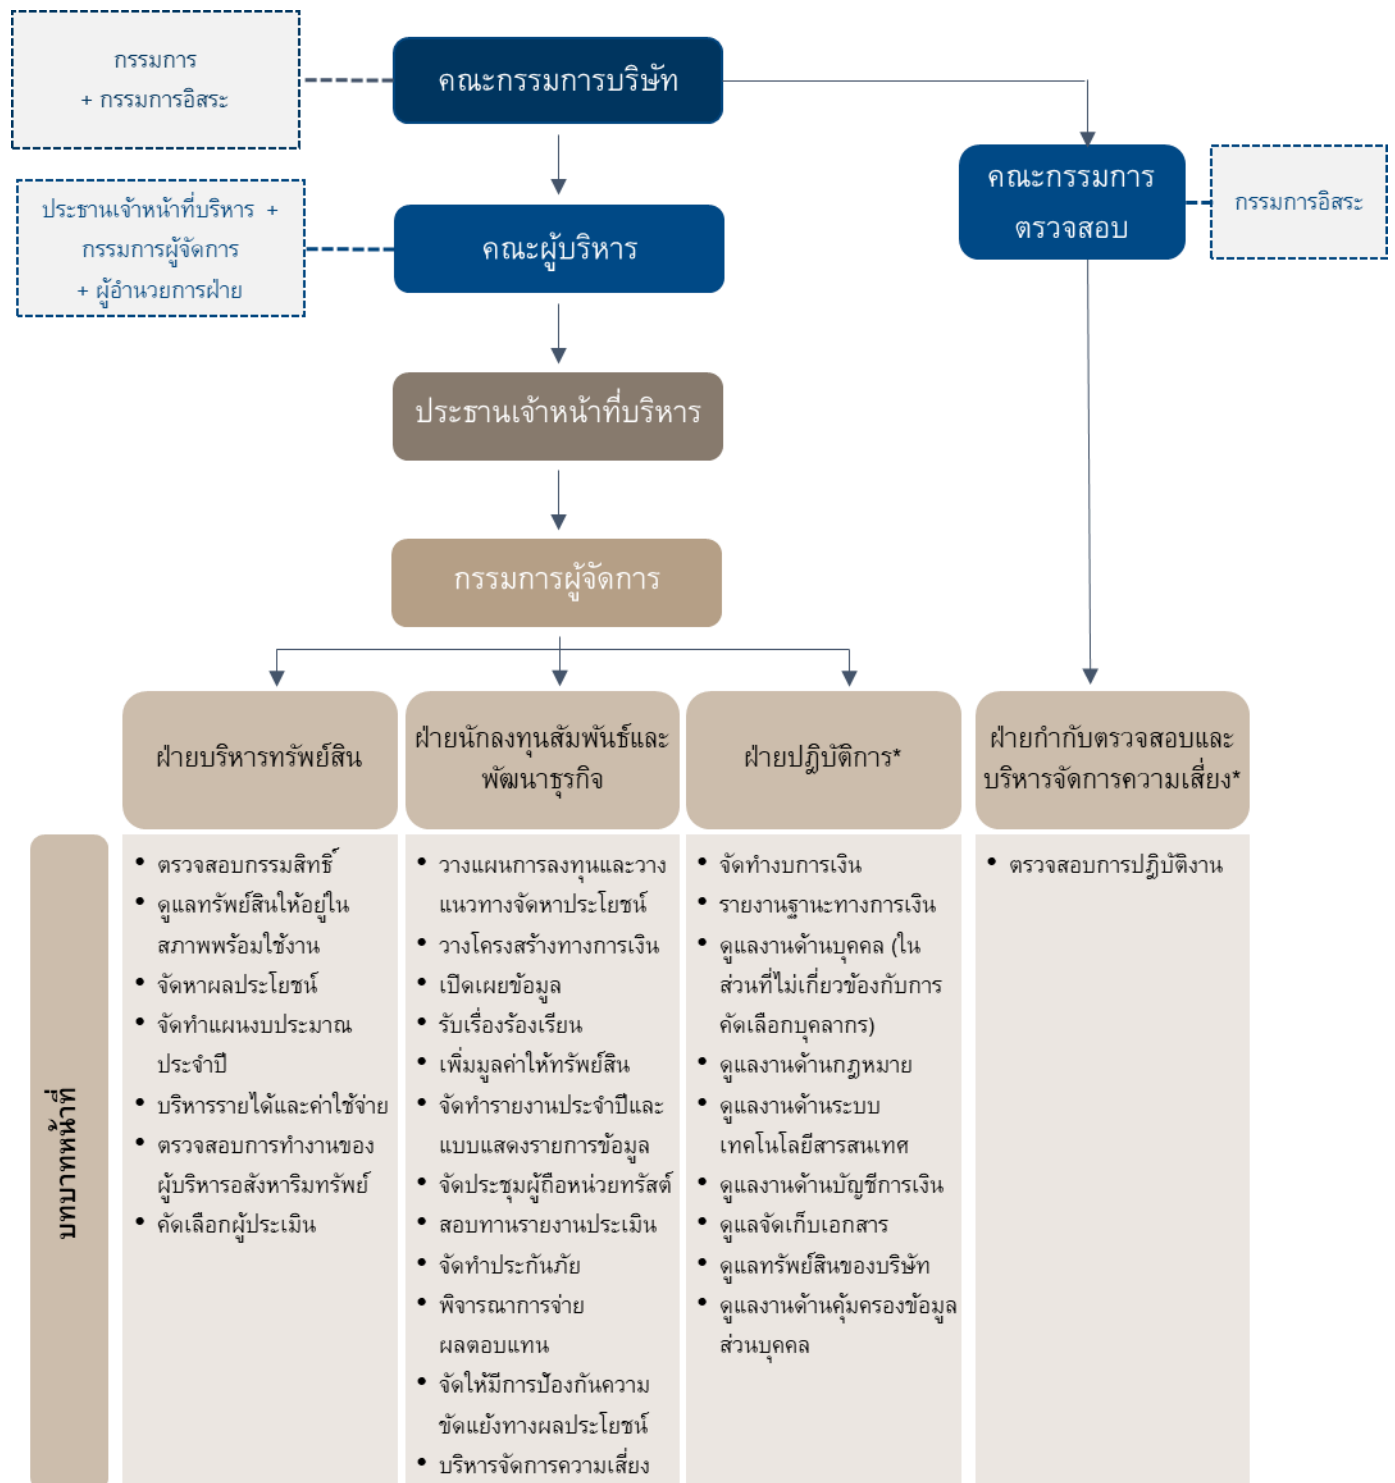 กรรมการ
+ กรรมการอิสระ
คณะกรรมการบริษัท
คณะกรรมการ
ตรวจสอบ
กรรมการอิสระ
ประธานเจ้าหน้าที่บริหาร +
กรรมการผู้จัดการ
+ ผู้อำนวยการฝ่าย
คณะผู้บริหาร
ประธานเจ้าหน้าที่บริหาร
กรรมการผู้จัดการ
ฝ่ายบริหารทรัพย์สิน
ฝ่ายนักลงทุนสัมพันธ์และ
พัฒนาธุรกิจ
ฝ่ายปฏิบัติการ*
ฝ่ายกำกับตรวจสอบและ
บริหารจัดการความเสี่ยง*
บทบาทหน้าที่
• ตรวจสอบกรรมสิทธิ์
• ดูแลทรัพย์สินให้อยู่ใน
สภาพพร้อมใช้งาน
• จัดหาผลประโยชน์
• จัดทำแผนงบประมาณ
ประจำปี
• บริหารรายได้และค่าใช้จ่าย
• ตรวจสอบการทำงานของ
ผู้บริหารอสังหาริมทรัพย์
• คัดเลือกผู้ประเมิน
• วางแผนการลงทุนและวาง
แนวทางจัดหาประโยชน์
• วางโครงสร้างทางการเงิน
• เปิดเผยข้อมูล
• รับเรื่องร้องเรียน
• เพิ่มมูลค่าให้ทรัพย์สิน
• จัดทำรายงานประจำปีและ
แบบแสดงรายการข้อมูล
• จัดประชุมผู้ถือหน่วยทรัสต์
• สอบทานรายงานประเมิน
• จัดทำประกันภัย
• พิจารณาการจ่าย
ผลตอบแทน
• จัดให้มีการป้องกันความ
ขัดแย้งทางผลประโยชน์
• บริหารจัดการความเสี่ยง
• จัดทำงบการเงิน
• รายงานฐานะทางการเงิน
• ดูแลงานด้านบุคคล (ใน
ส่วนที่ไม่เกี่ยวข้องกับการ
คัดเลือกบุคลากร)
• ดูแลงานด้านกฎหมาย
• ดูแลงานด้านระบบ
เทคโนโลยีสารสนเทศ
• ดูแลงานด้านบัญชีการเงิน
• ดูแลจัดเก็บเอกสาร
• ดูแลทรัพย์สินของบริษัท
• ดูแลงานด้านคุ้มครองข้อมูล
ส่วนบุคคล
• ตรวจสอบการปฏิบัติงาน